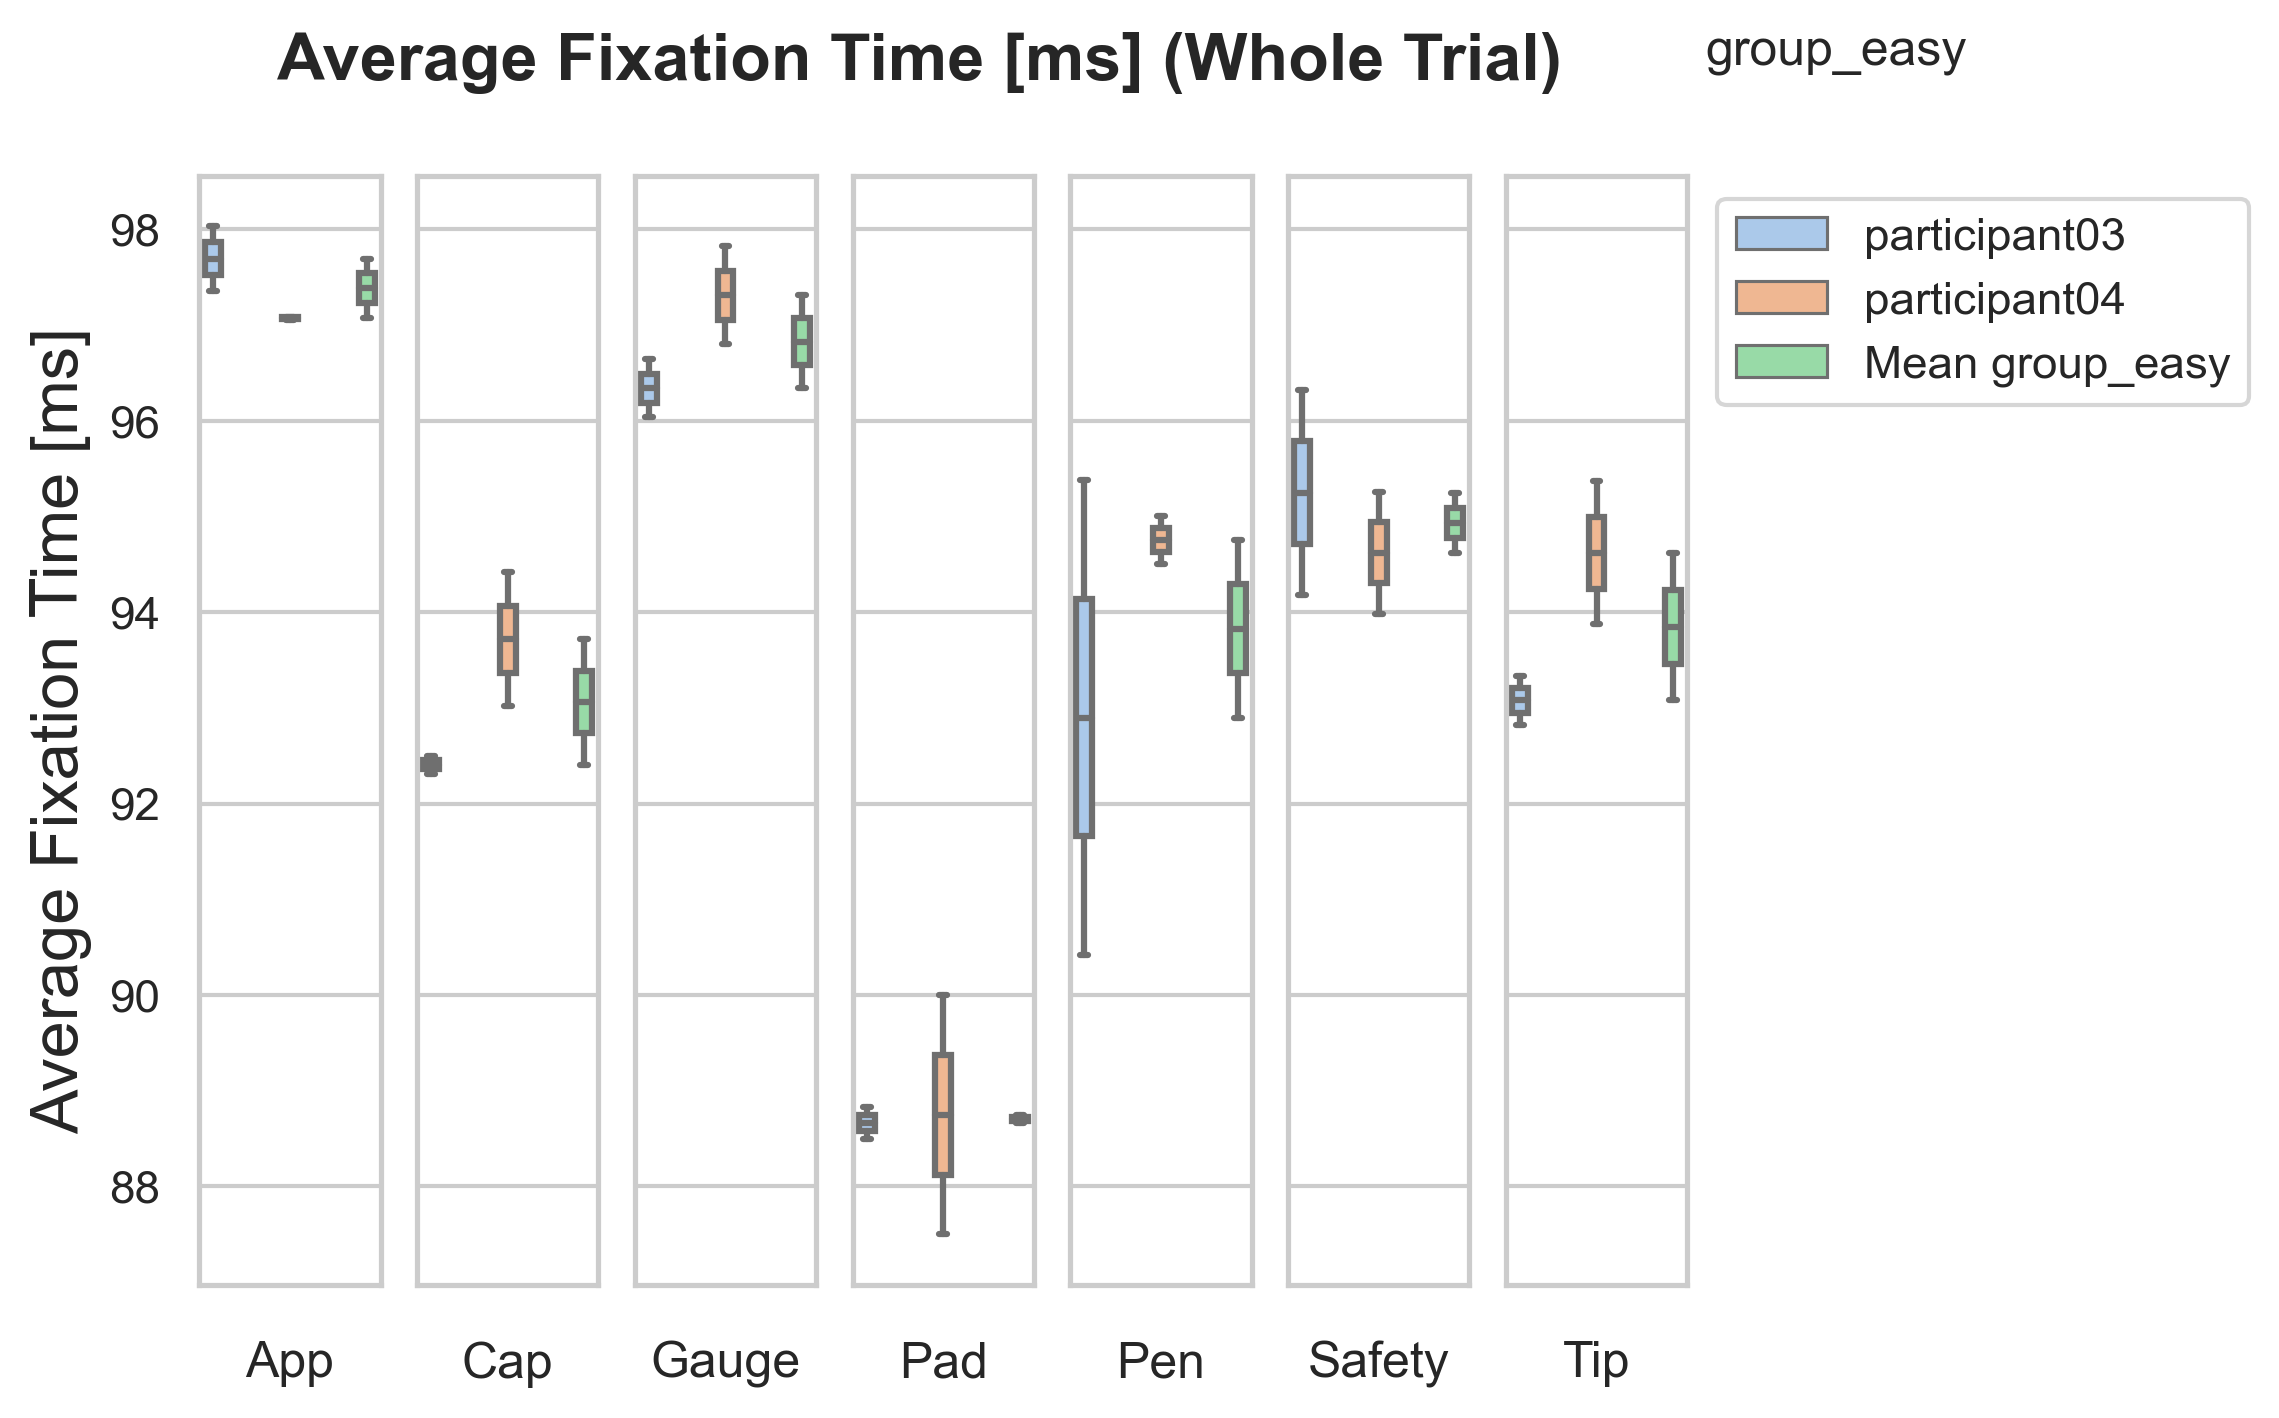 Average Fixation Time [ms] (Whole Trial)
group_easy
participant03
participant04
Mean group_easy
Average Fixation Time [ms]
98
96
94
92
90
88
App
Cap
Gauge
Pad
Pen
Safety
Tip